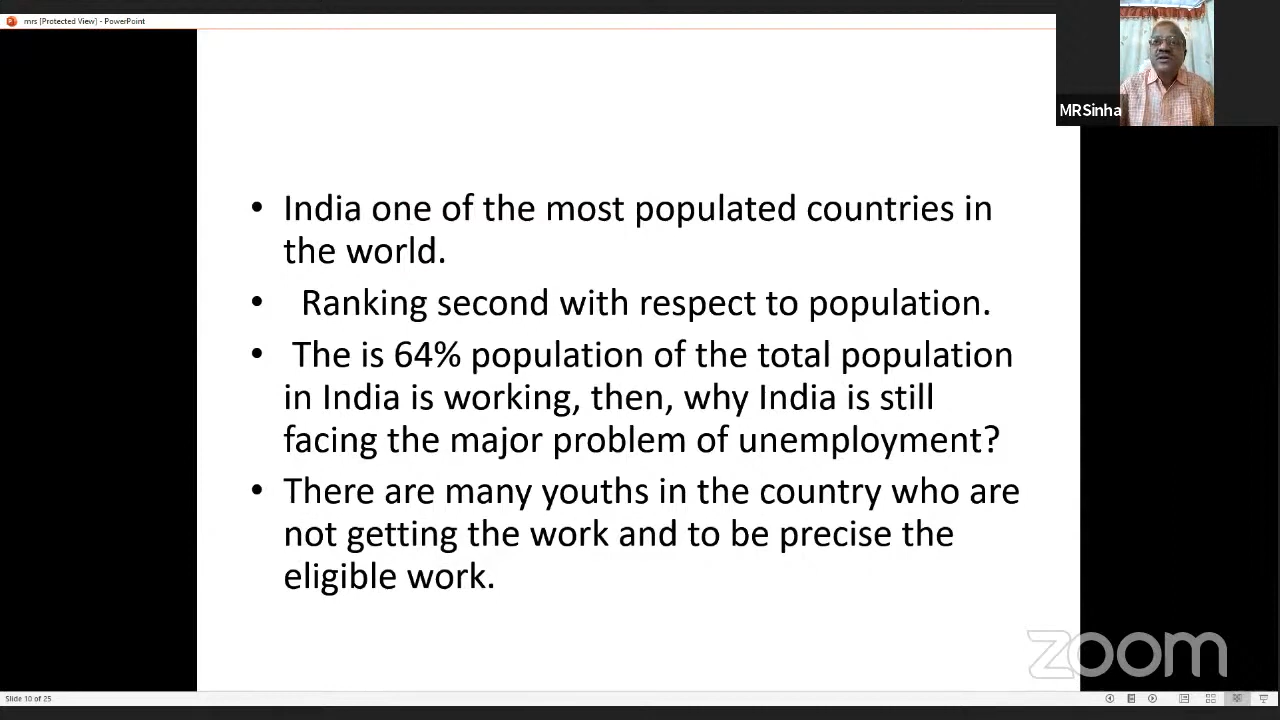 mrs [Protected View] - PowerPoint
MRSinha
• India one of the most populated countries in
the world.
• Ranking second with respect to population.
• The is 64% population of the total population
in India is working, then, why India is still
facing the major problem of unemployment?
• There are many youths in the country who are
not getting the work and to be precise the
eligible work.
zoom
Slide 10 of 25